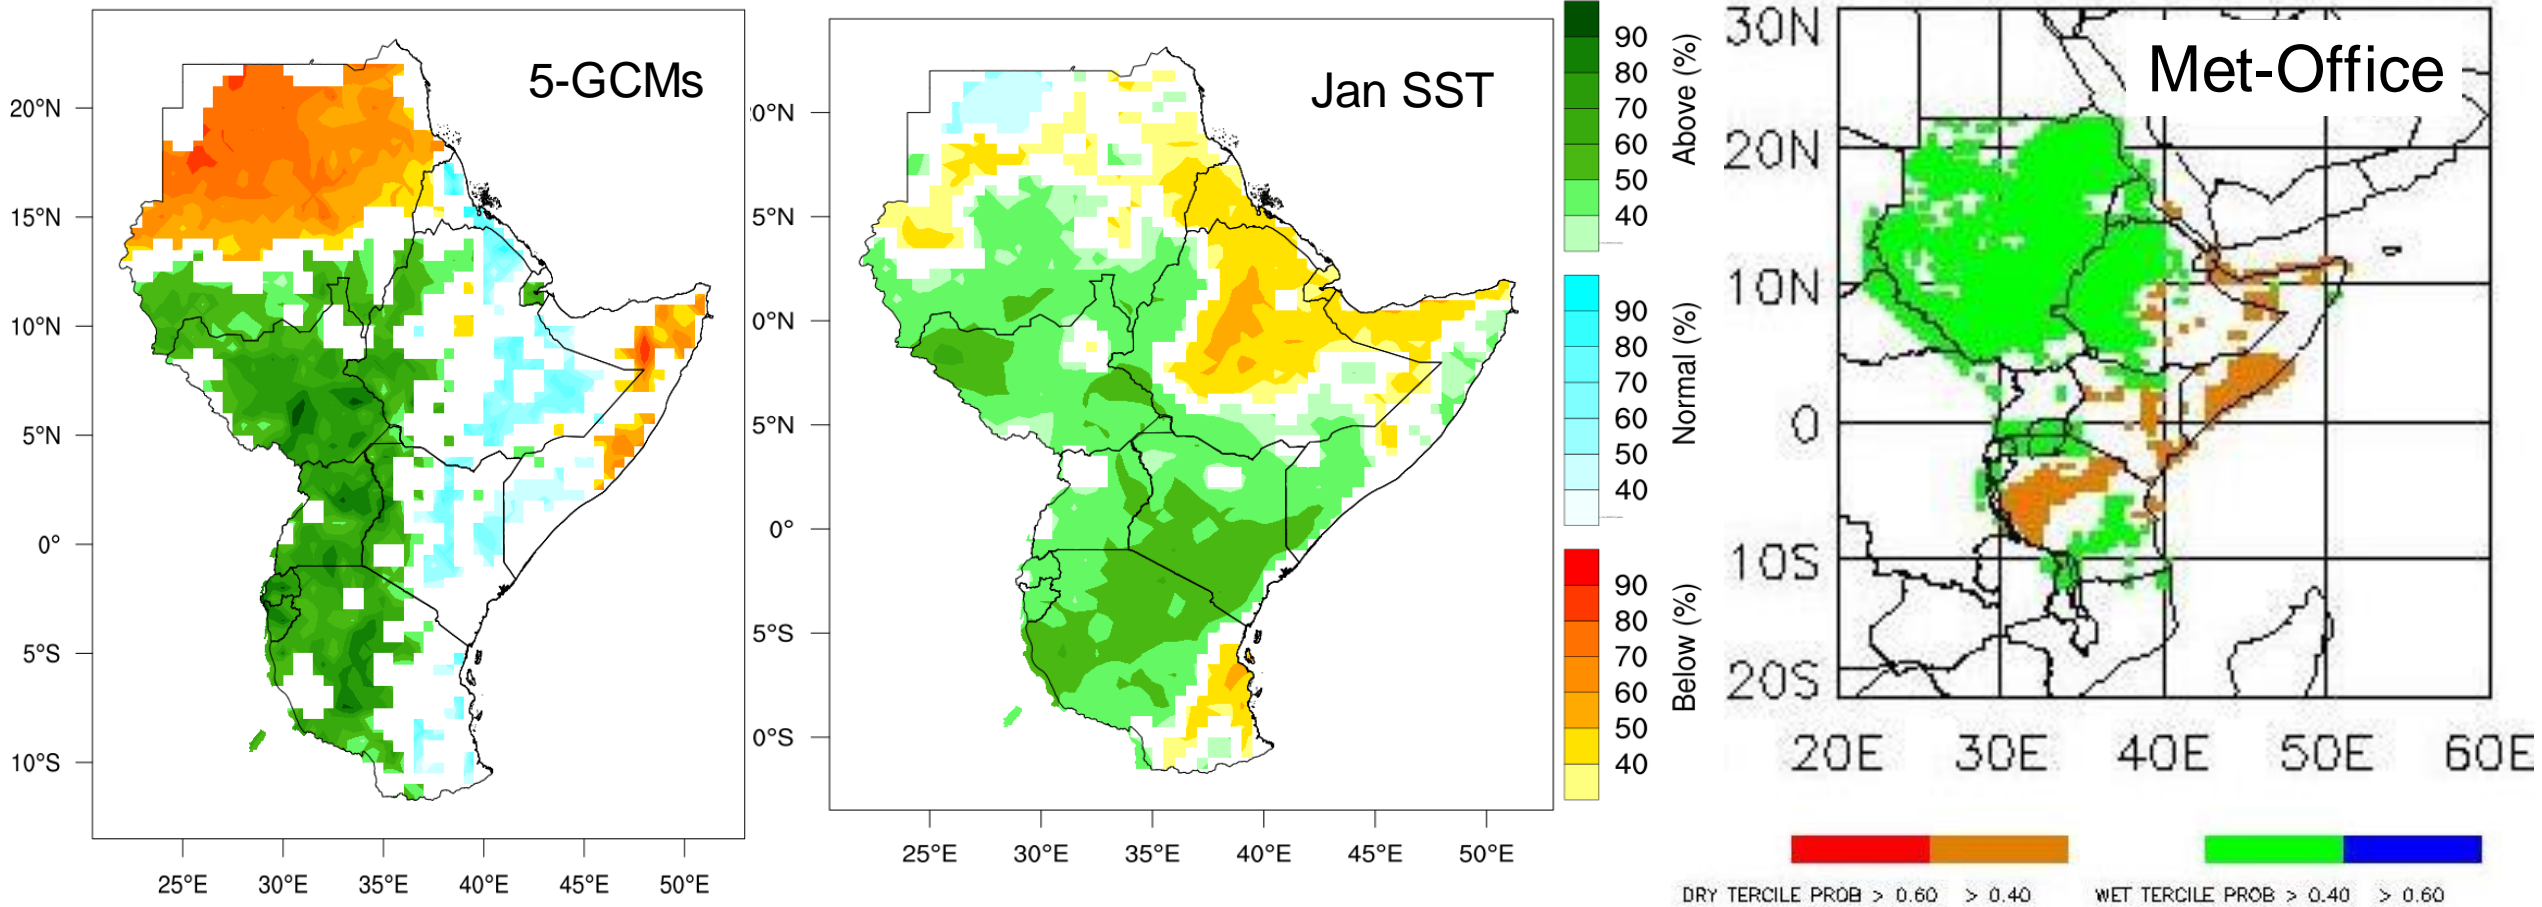 5-GCMs
20°N
15°N
10°N
5°N
0°
5°S
10°S
25°E 30°E 35°E 40°E 45°E 50°E
Jan SST
0°N
5°N
0°N
5°N
0°
5°S
0°S
25°E 30°E 35°E 40°E 45°E 50°E
90
80
70
60
50
40
Above (%)
90
80
70
60
50
40
Normal (%)
90
80
70
60
50
40
Below (%)
Met-Office
30N
20N
10N
0
10S
20S
20E 30E 40E 50E 60E
DRY TERCILE PROB > 0.60 > 0.40 WET TERCILE PROB > 0.40 > 0.60